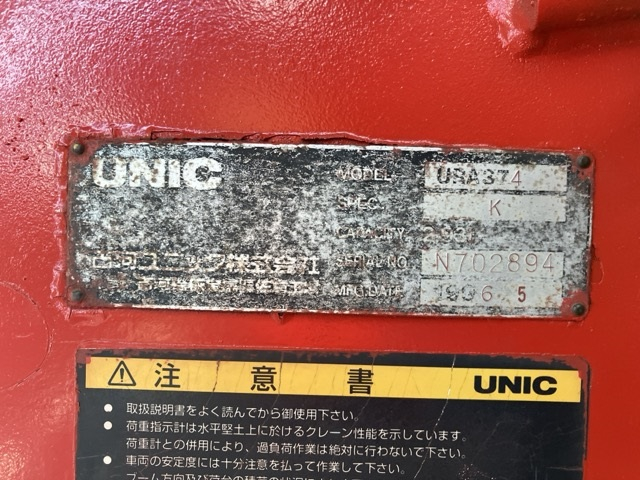 UNIC
MODEL URA374
SPEC. K
CAPACITY 2.93t
SERIAL NO. N702894
MFG.DATE 1996 5
ユニック株式会社
⚠注意書 UNIC
● 取扱説明書をよく読んでから御使用下さい。
● 荷重指示計は水平堅土上に於けるクレーン性能を示しています。
荷重計との併用により、過負荷作業は絶対に行わないで下さい。
● 車両の安定度には十分注意を払って作業して下さい。